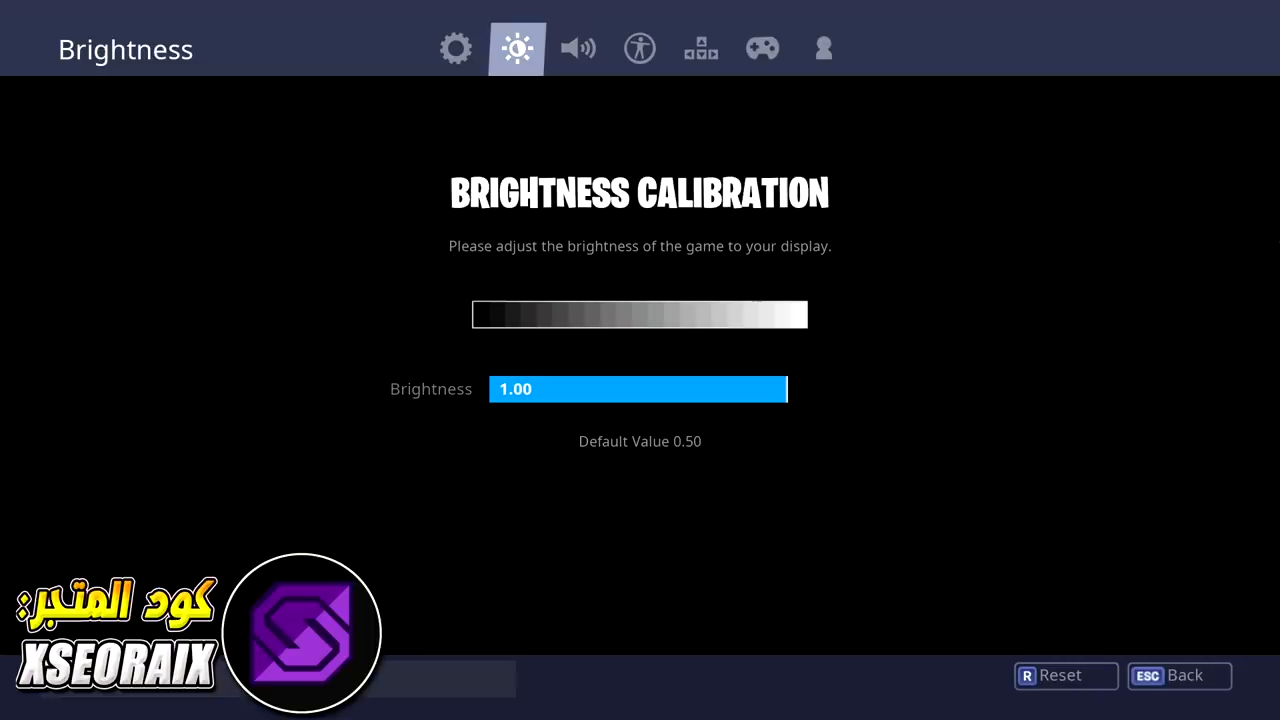 Brightness
BRIGHTNESS CALIBRATION
Please adjust the brightness of the game to your display.
Brightness 1.00
Default Value 0.50
كود المتجر:
XSEORAIX
R Reset ESC Back